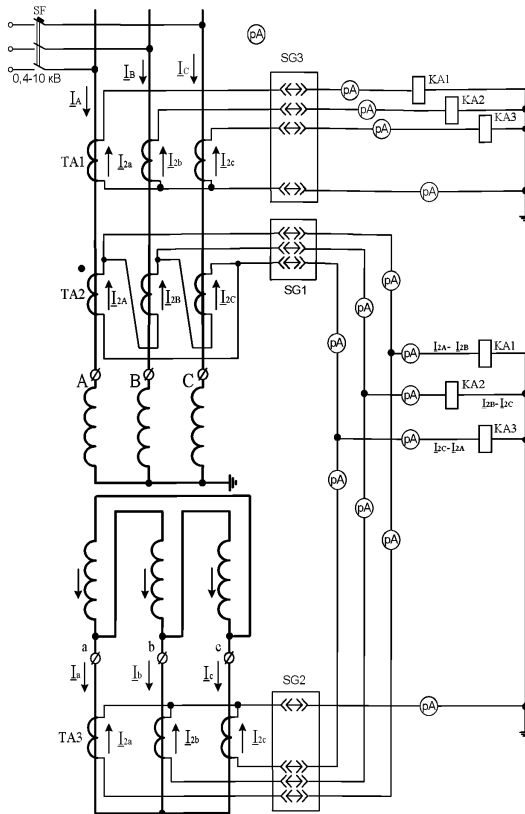 SF
pA
SG3
0,4-10 кВ
I_A
I_B
I_C
pA
KA1
pA
KA2
pA
KA3
TA1
I_2a
I_2b
I_2c
pA
TA2
I_2A
I_2B
I_2C
SG1
pA
pA
pA
A
B
C
pA
I_2A- I_2B
KA1
pA
KA2
I_2B-I_2C
pA
I_2C-I_2A
KA3
pA
pA
pA
a
b
c
I_a
I_b
I_c
SG2
pA
TA3
I_2a
I_2b
I_2c